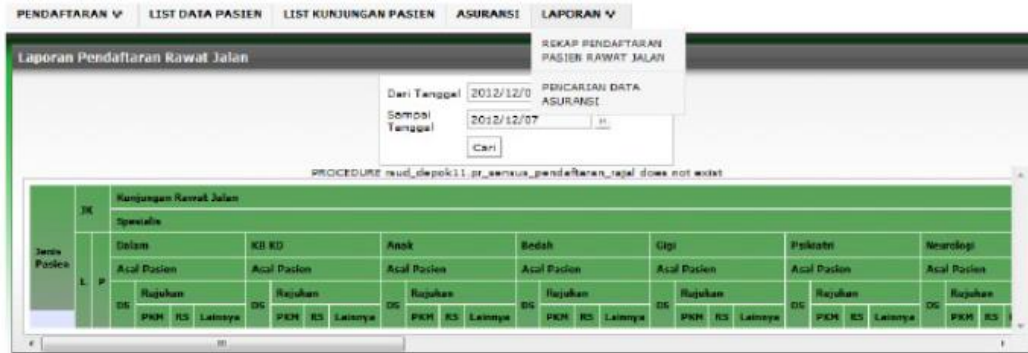 PENDAFTARAN LIST DATA PASIEN LIST KUNJUNGAN PASIEN ASURANSI LAPORAN
REKAP PENDAFTARAN
PASIEN RAWAT JALAN
PENCARIAN DATA
ASURANSI
Laporan Pendaftaran Rawat Jalan
Dari Tanggal 2012/12/0
Sampai
Tanggal 2012/12/07
Cari
PROCEDURE rsud_depok11.pr_sensus_pendaftaran_rajal does not exist
Jenis
Pasien
JK
L P
Kunjungan Rawat Jalan
Spesialis
Dalam KB KD Anak Bedah Gigi Psikiatri Neurologi
Asal Pasien Asal Pasien Asal Pasien Asal Pasien Asal Pasien Asal Pasien Asal Pasien
DS Rujukan DS Rujukan DS Rujukan DS Rujukan DS Rujukan DS Rujukan DS Rujukan
PKM RS Lainnya PKM RS Lainnya PKM RS Lainnya PKM RS Lainnya PKM RS Lainnya PKM RS Lainnya PKM RS